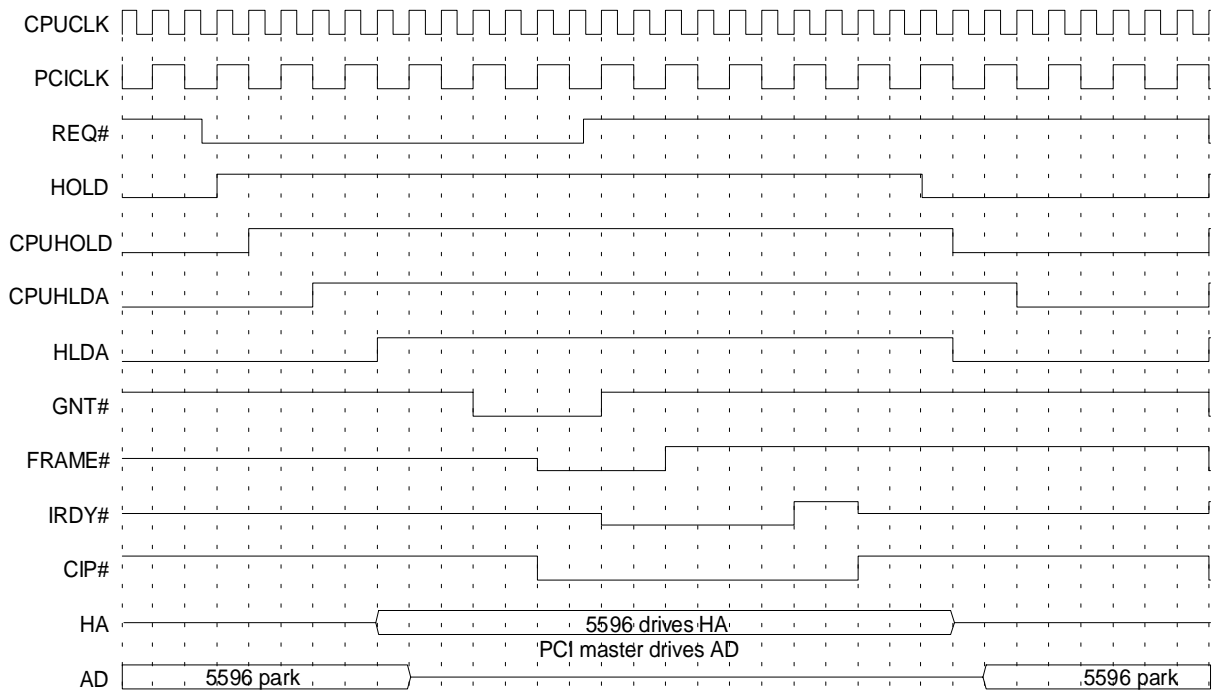 CPUCLK
PCICLK
REQ#
HOLD
CPUHOLD
CPUHLDA
HLDA
GNT#
FRAME#
IRDY#
CIP#
HA
5596 drives HA
PCI master drives AD
AD
5596 park
5596 park